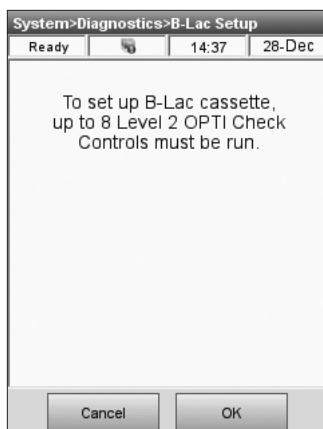 System>Diagnostics>B-Lac Setup
Ready 14:37 28-Dec
To set up B-Lac cassette,
up to 8 Level 2 OPTI Check
Controls must be run.
Cancel OK